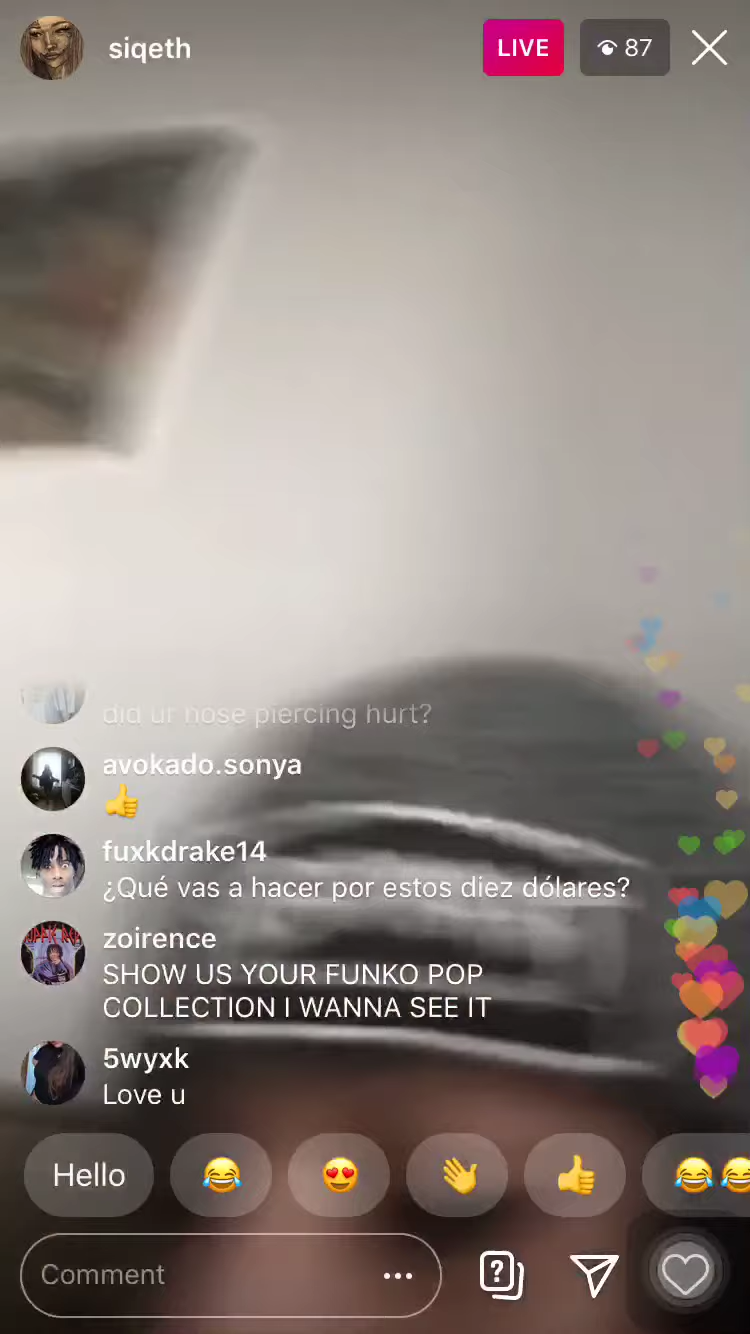 siqeth
LIVE
87
did ur nose piercing hurt?
avokado.sonya
fuxkdrake14
¿Qué vas a hacer por estos diez dólares?
zoirence
SHOW US YOUR FUNKO POP
COLLECTION I WANNA SEE IT
5wyxk
Love u
Hello
Comment